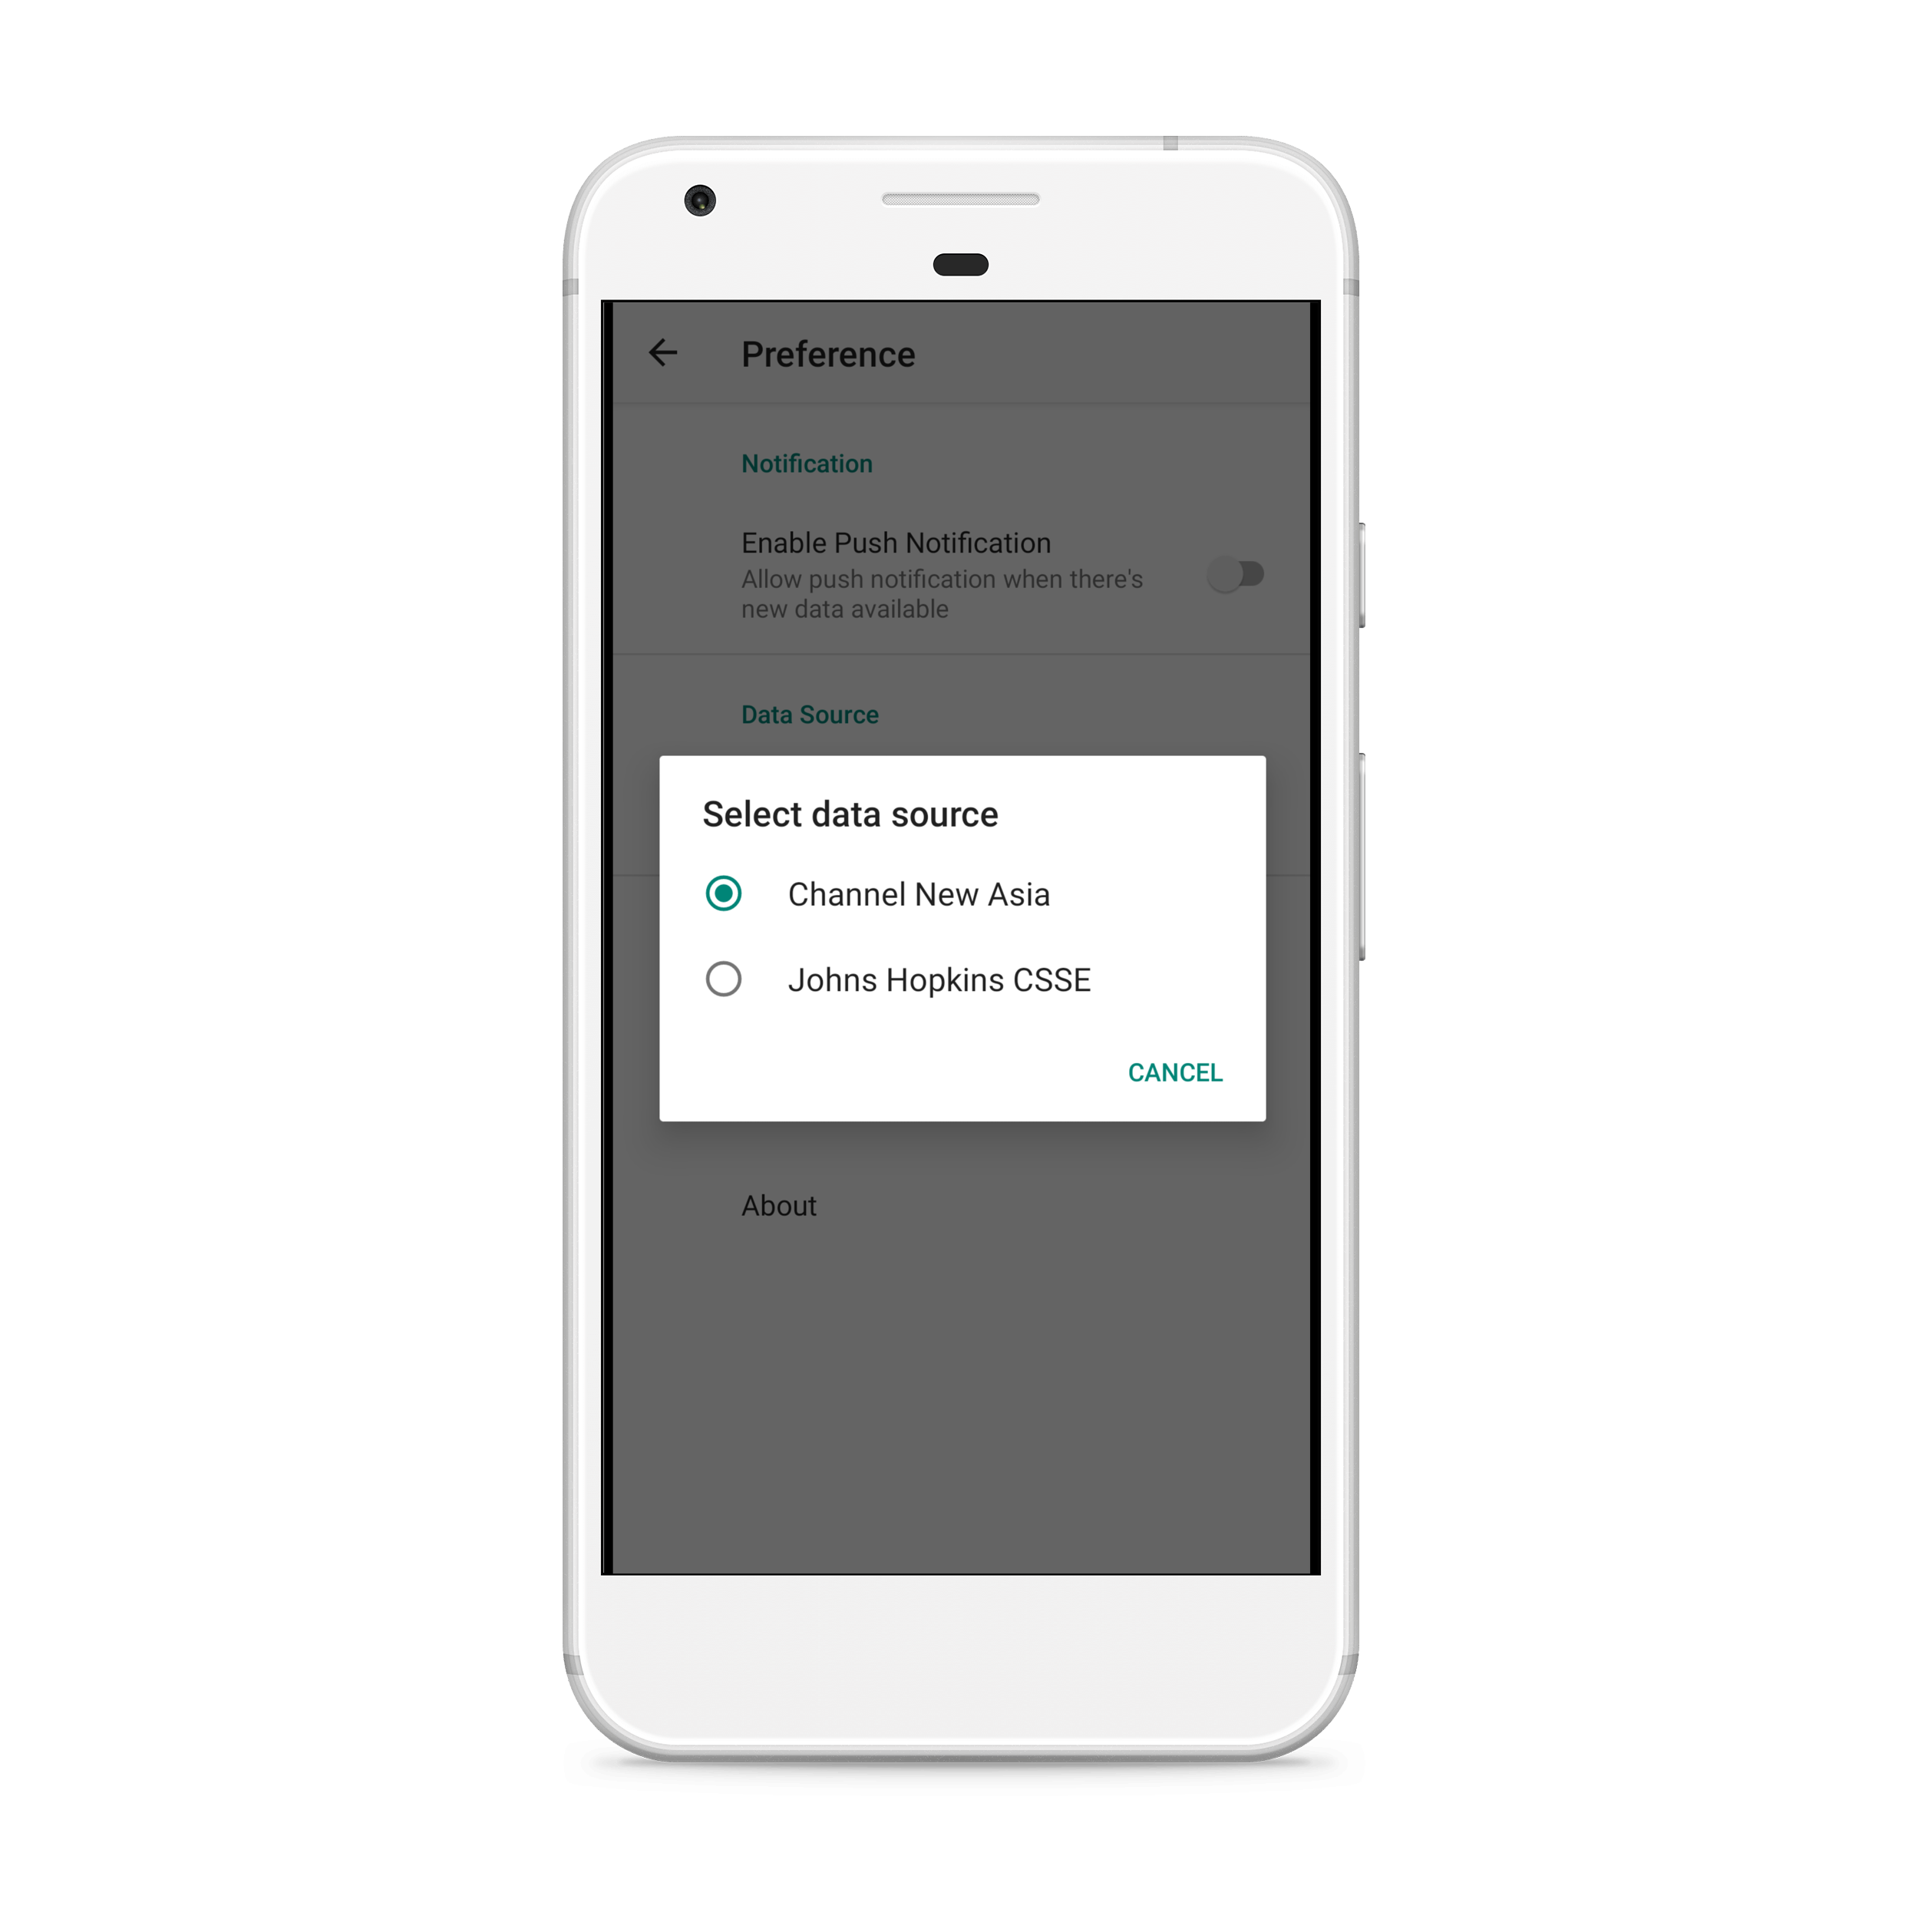 Preference
Notification
Enable Push Notification
Allow push notification when there's
new data available
Data Source
Select data source
Channel New Asia
Johns Hopkins CSSE
CANCEL
About